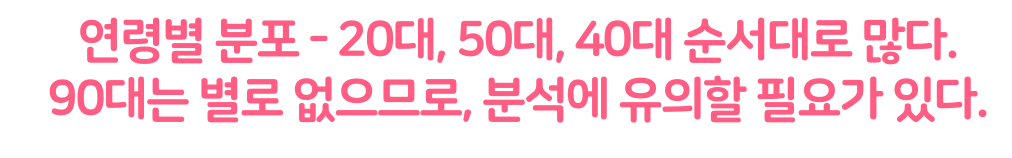 연령별 분포 - 20대, 50대, 40대 순서대로 많다.
90대는 별로 없으므로, 분석에 유의할 필요가 있다.